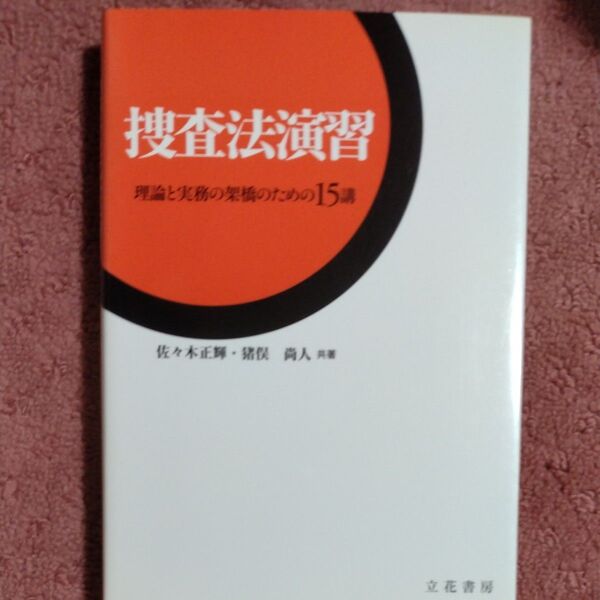 捜査法演習
理論と実務の架橋のための15講
佐々木正輝・猪俣 尚人 共著
立花書房